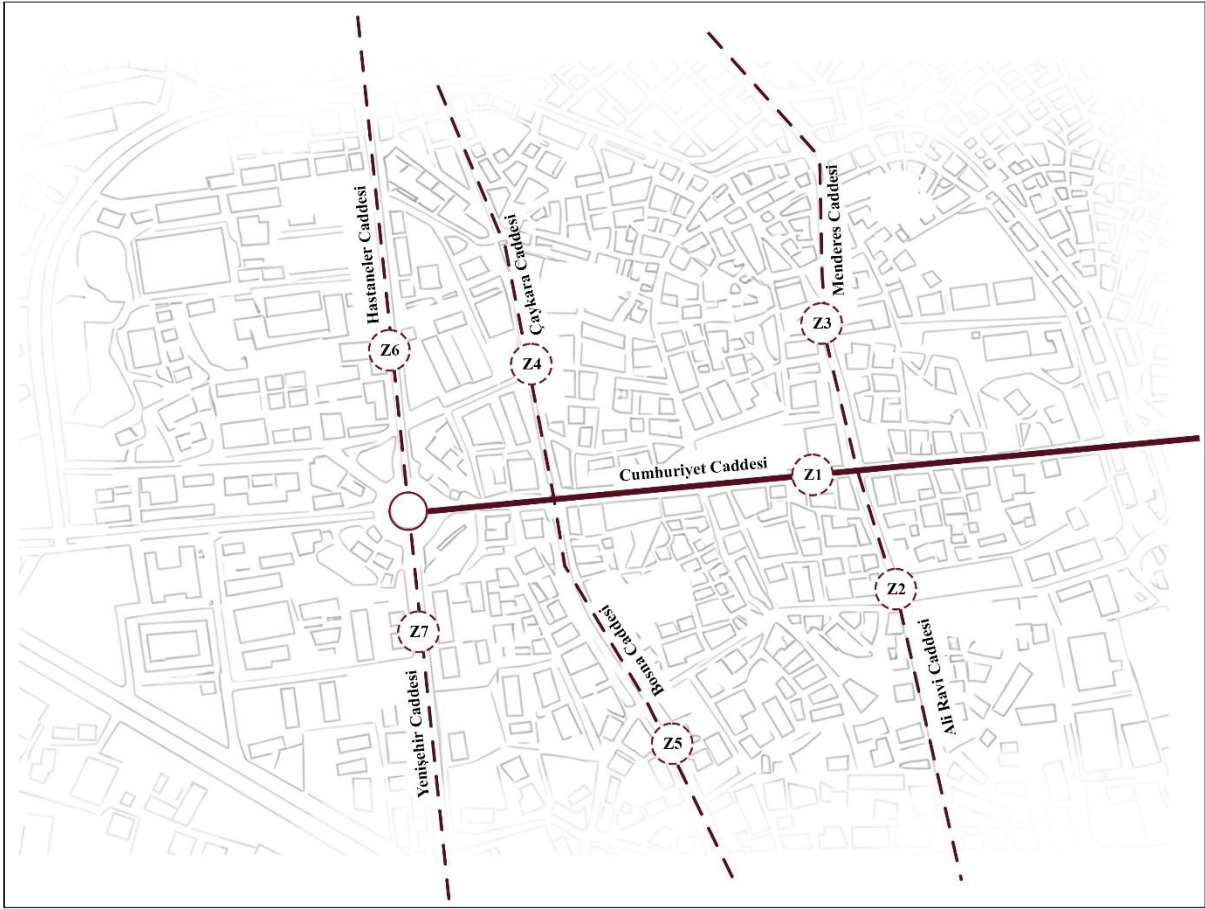 Hastaneler Caddesi
Çaykara Caddesi
Menderes Caddesi
Z6
Z4
Z3
Cumhuriyet Caddesi
Z1
Z7
Z2
Yenişehir Caddesi
Bosna Caddesi
Z5
Ali Ravi Caddesi